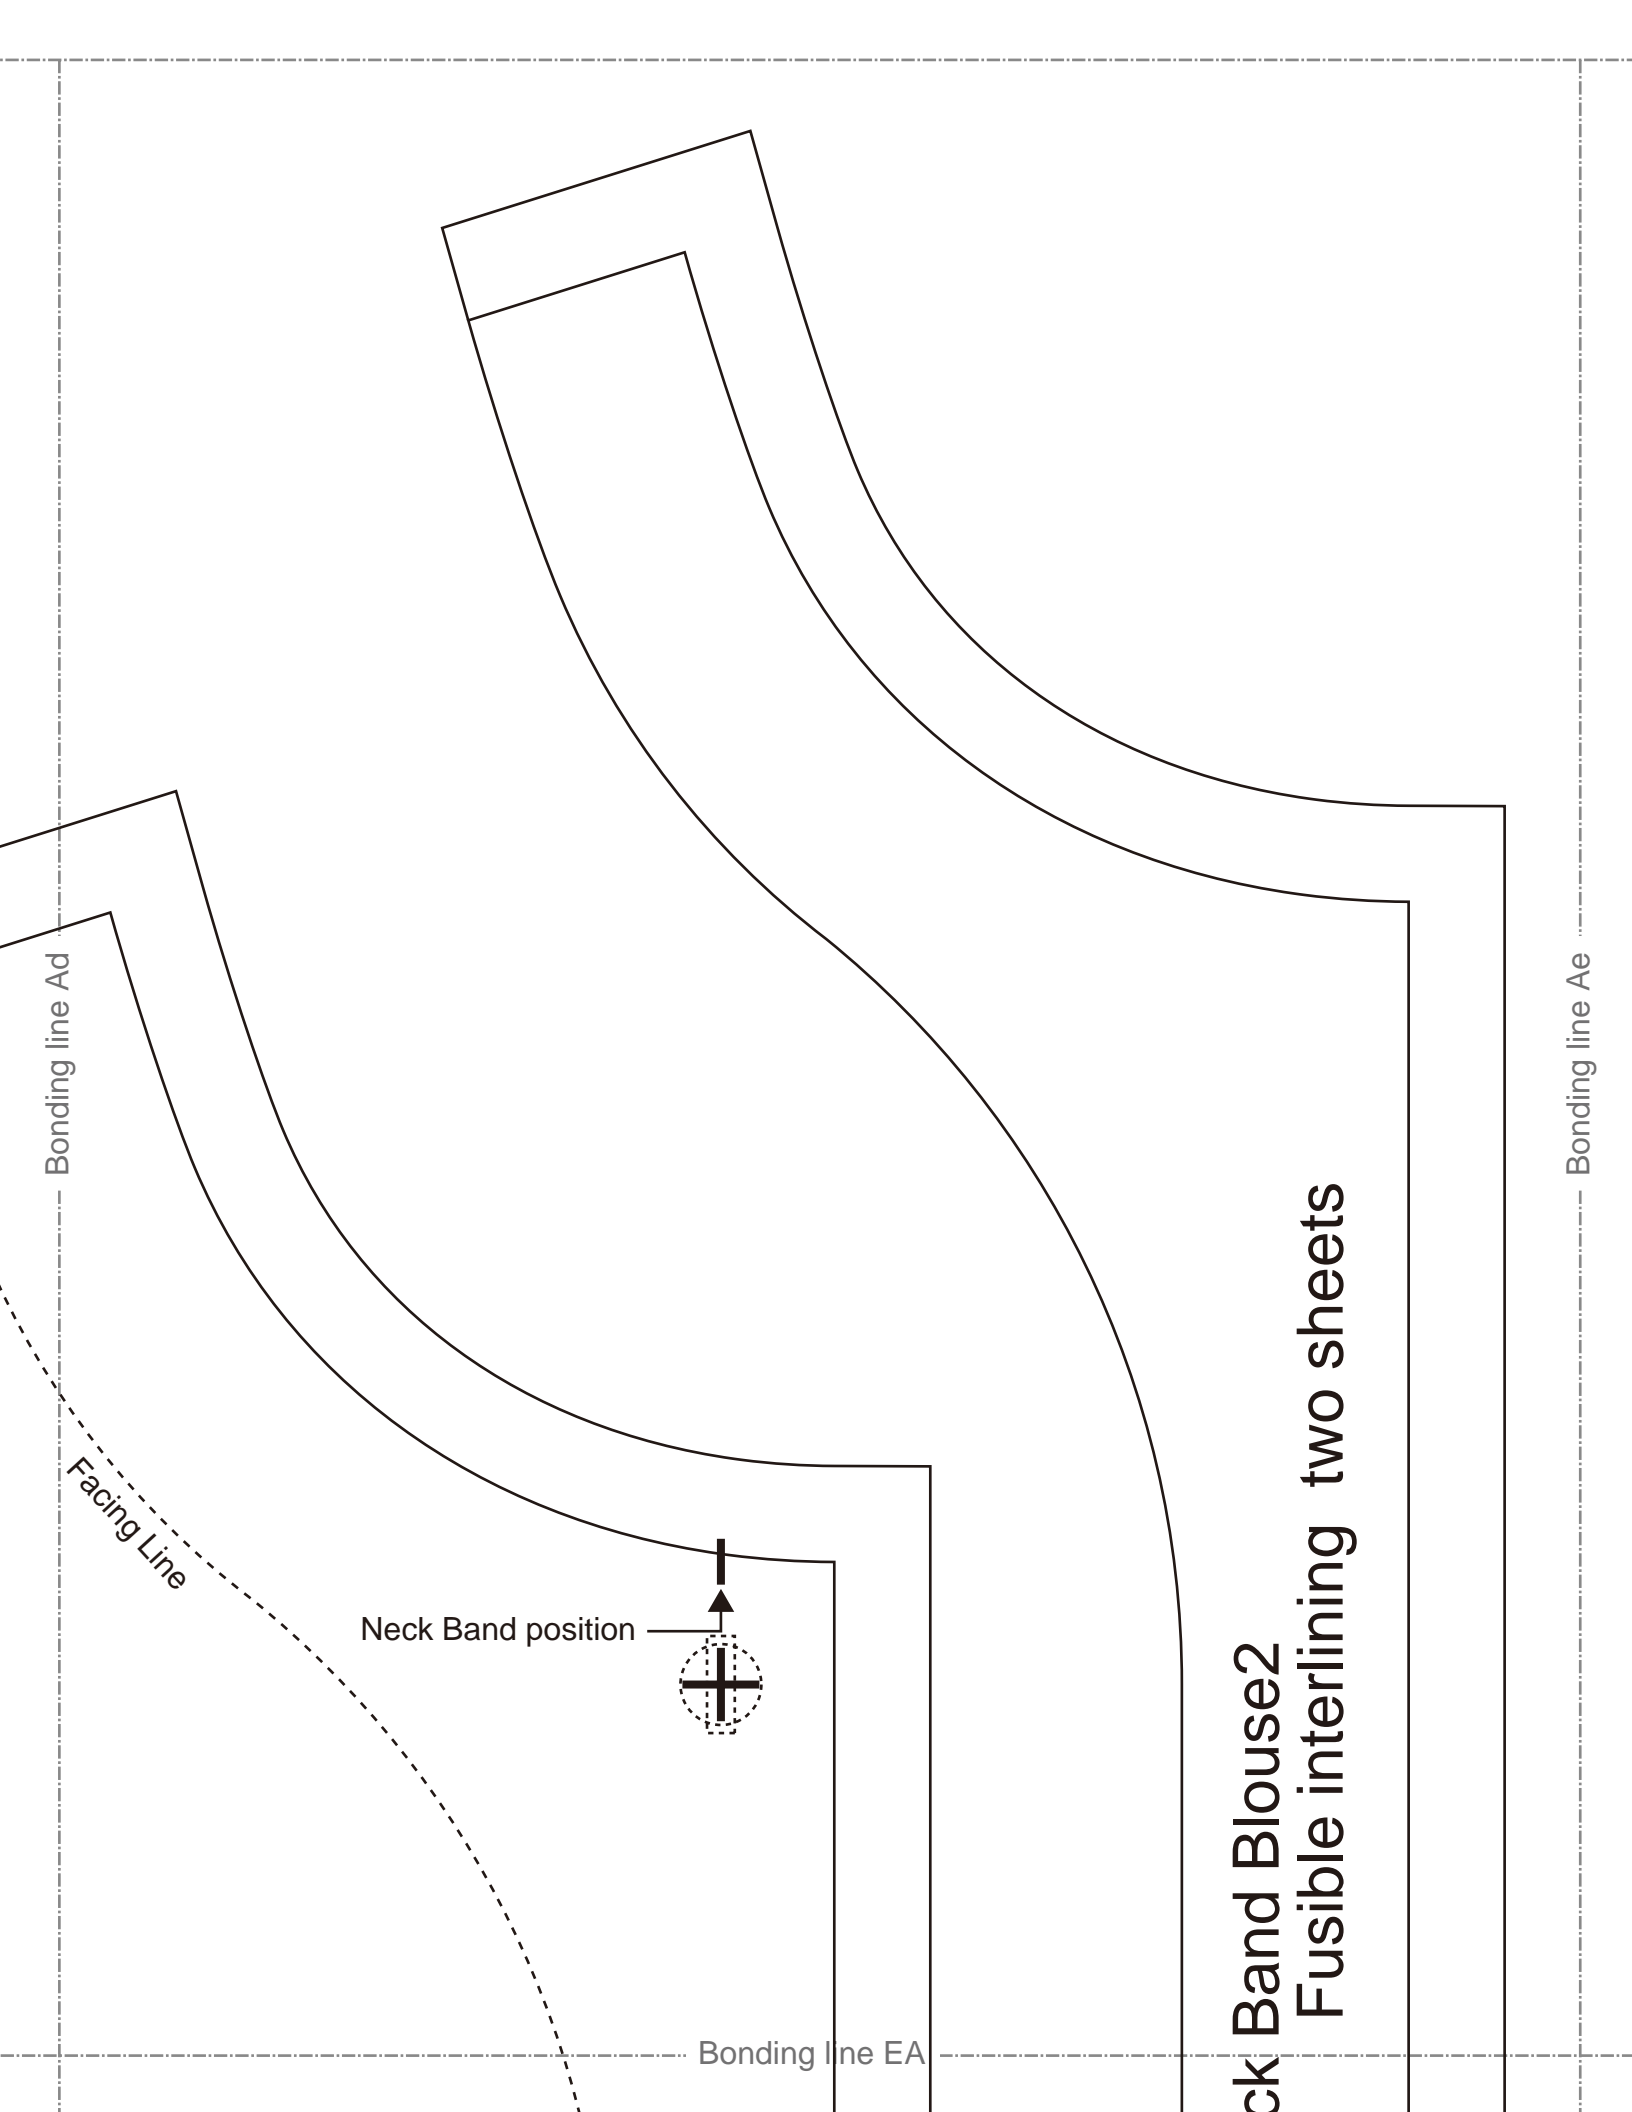 Bonding line Ad
Bonding line Ae
Facing Line
Neck Band position
ck Band Blouse2
Fusible interlining two sheets
Bonding line EA